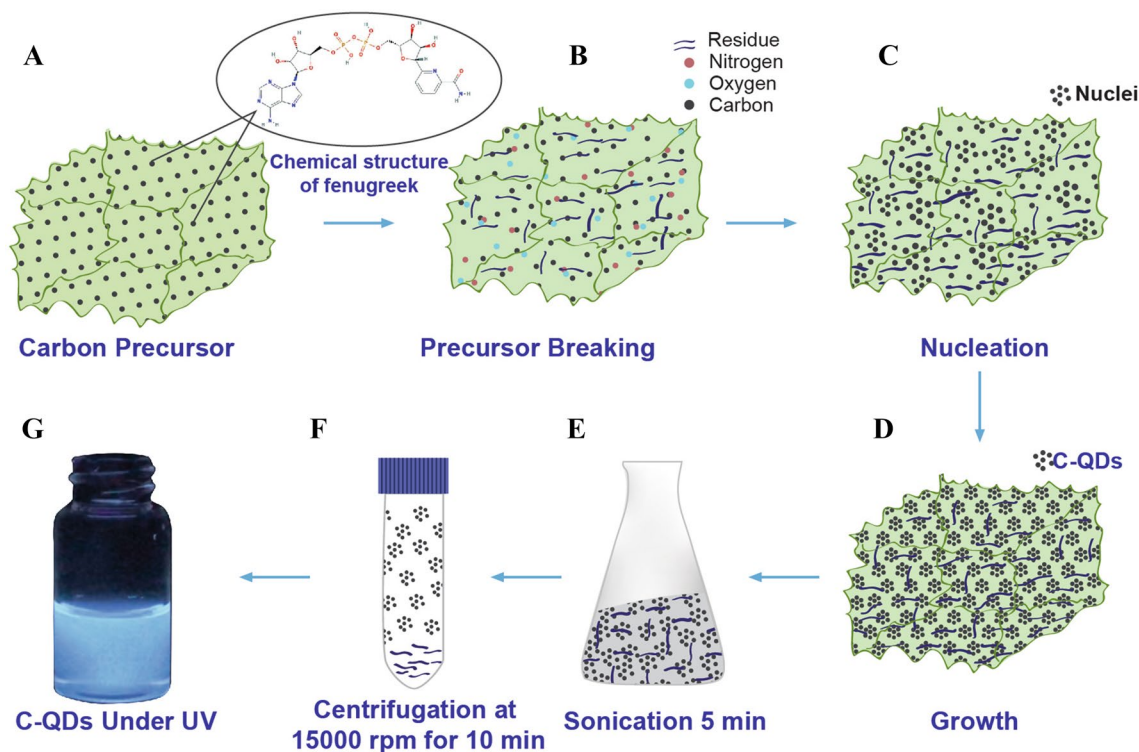 A
B
Residue
Nitrogen
Oxygen
Carbon
C
Nuclei
Chemical structure
of fenugreek
Carbon Precursor
Precursor Breaking
Nucleation
G
F
E
D
C-QDs
C-QDs Under UV
Centrifugation at
15000 rpm for 10 min
Sonication 5 min
Growth